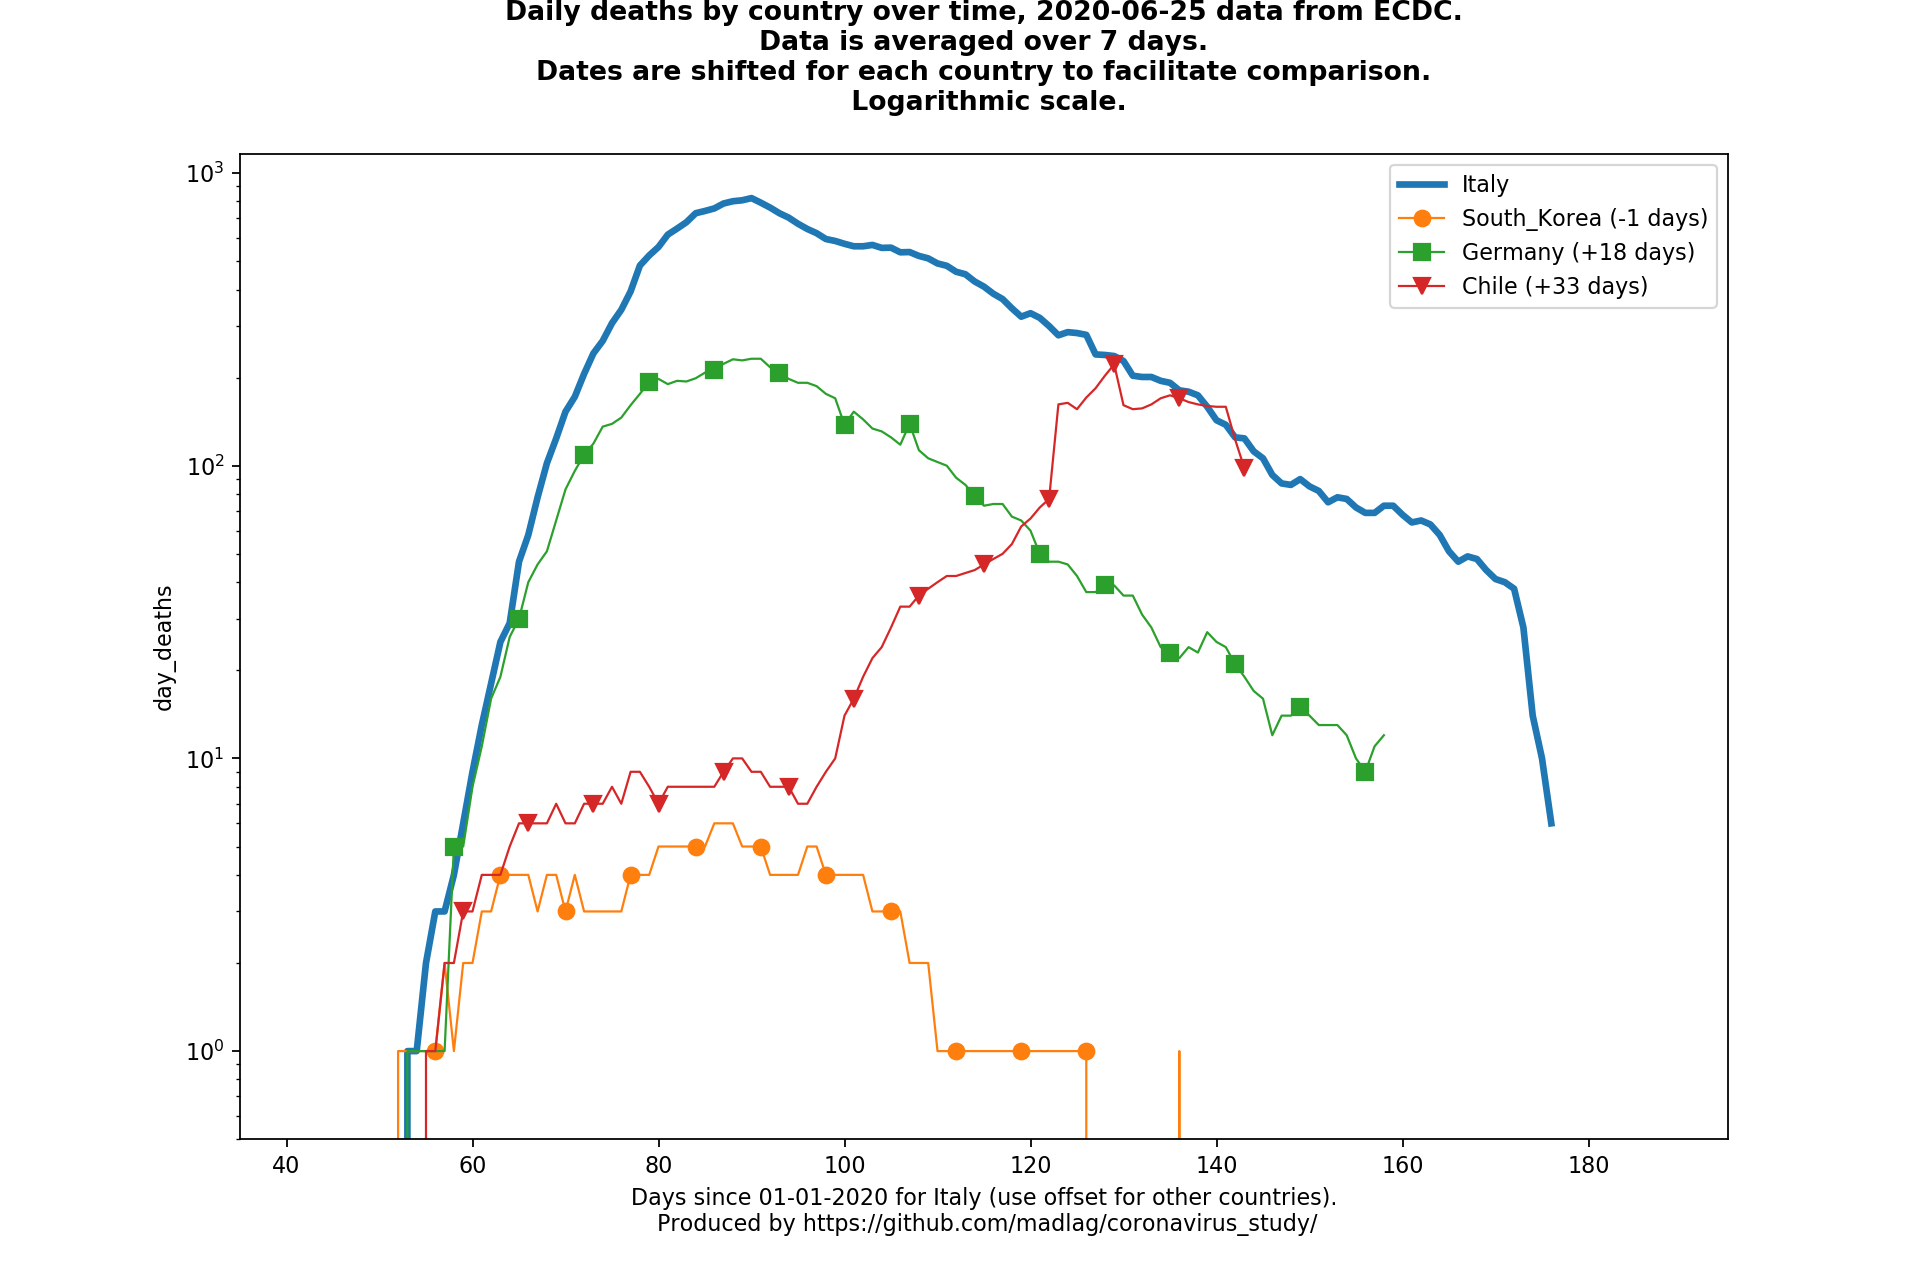 Daily deaths by country over time, 2020-06-25 data from ECDC.
Data is averaged over 7 days.
Dates are shifted for each country to facilitate comparison.
Logarithmic scale.
10³
10²
10¹
10⁰
day_deaths
Italy
South_Korea (-1 days)
Germany (+18 days)
Chile (+33 days)
40 60 80 100 120 140 160 180
Days since 01-01-2020 for Italy (use offset for other countries).
Produced by https://github.com/madlag/coronavirus_study/